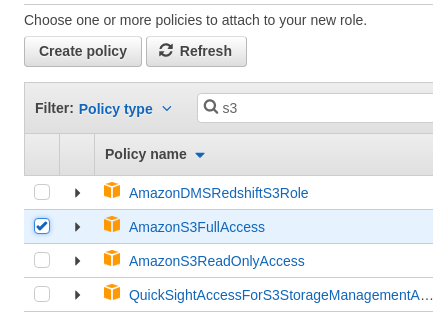 Choose one or more policies to attach to your new role.
Create policy Refresh
Filter: Policy type s3
Policy name
AmazonDMSRedshiftS3Role
AmazonS3FullAccess
AmazonS3ReadOnlyAccess
QuickSightAccessForS3StorageManagementA...